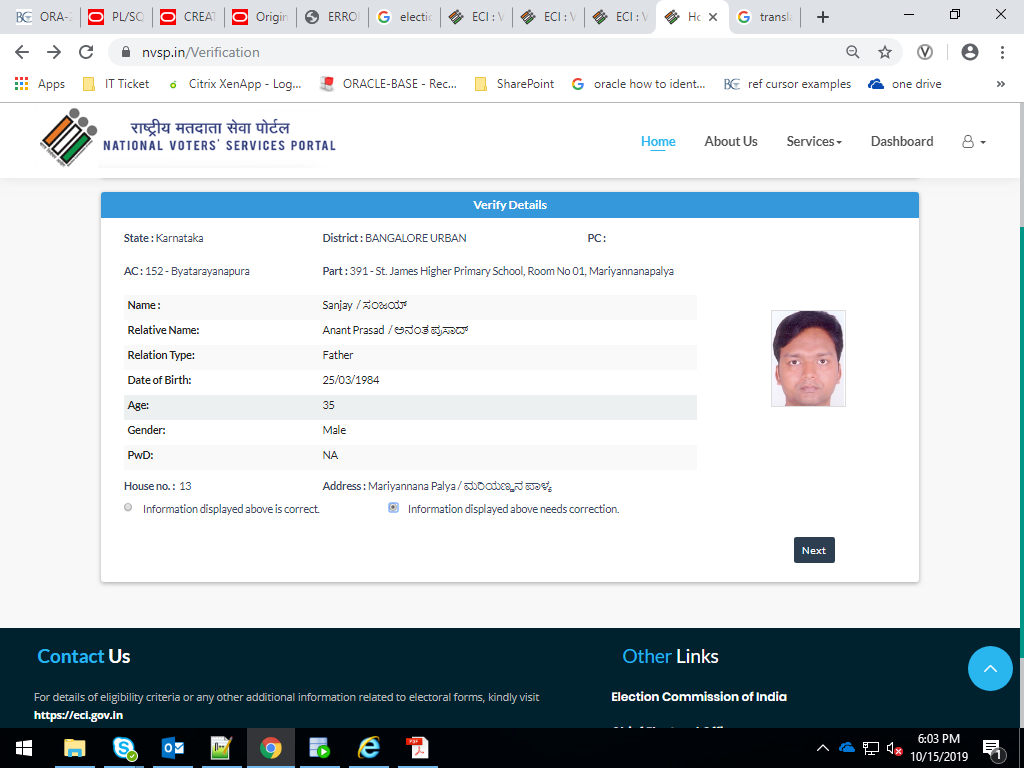 ORA-
PL/SQ
CREAT
Origin
ERRO
electic
ECI : V
ECI : V
ECI : V
Ho
transl
nvsp.in/Verification
Apps IT Ticket Citrix XenApp - Log... ORACLE-BASE - Rec... SharePoint oracle how to ident... ref cursor examples one drive »
राष्ट्रीय मतदाता सेवा पोर्टल
NATIONAL VOTERS' SERVICES PORTAL
Home About Us Services Dashboard
Verify Details
State : Karnataka District : BANGALORE URBAN PC :
AC : 152 - Byatarayanapura Part : 391 - St. James Higher Primary School, Room No 01, Mariyannanapalya
Name : Sanjay / ಸಂಜಯ್
Relative Name: Anant Prasad / ಅನಂತ ಪ್ರಸಾದ್
Relation Type: Father
Date of Birth: 25/03/1984
Age: 35
Gender: Male
PwD: NA
House no. : 13 Address : Mariyannana Palya / ಮರಿಯಣ್ಣನ ಪಾಳ್ಯ
Information displayed above is correct. Information displayed above needs correction.
Next
Contact Us Other Links
For details of eligibility criteria or any other additional information related to electoral forms, kindly visit
https://eci.gov.in
Election Commission of India
6:03 PM
10/15/2019
1